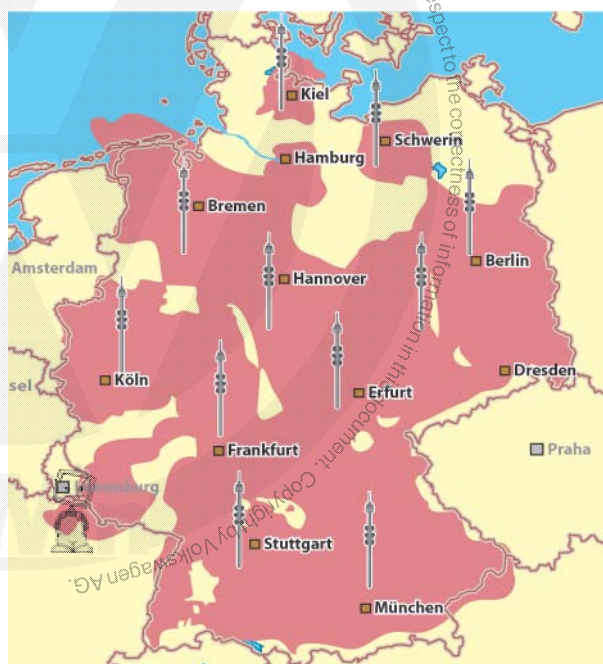 Kiel
Schwerin
Hamburg
Bremen
Berlin
Amsterdam
Hannover
Dresden
sel
Köln
Erfurt
Frankfurt
Praha
Luxemburg
Stuttgart
München
spect to the correctness of information in this document. Copyright by Volkswagen AG.